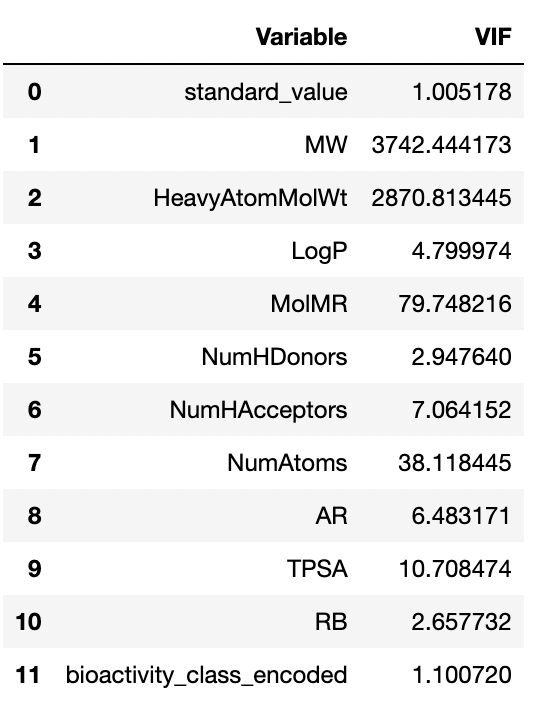 Variable VIF
0 standard_value 1.005178
1 MW 3742.444173
2 HeavyAtomMolWt 2870.813445
3 LogP 4.799974
4 MolMR 79.748216
5 NumHDonors 2.947640
6 NumHAcceptors 7.064152
7 NumAtoms 38.118445
8 AR 6.483171
9 TPSA 10.708474
10 RB 2.657732
11 bioactivity_class_encoded 1.100720